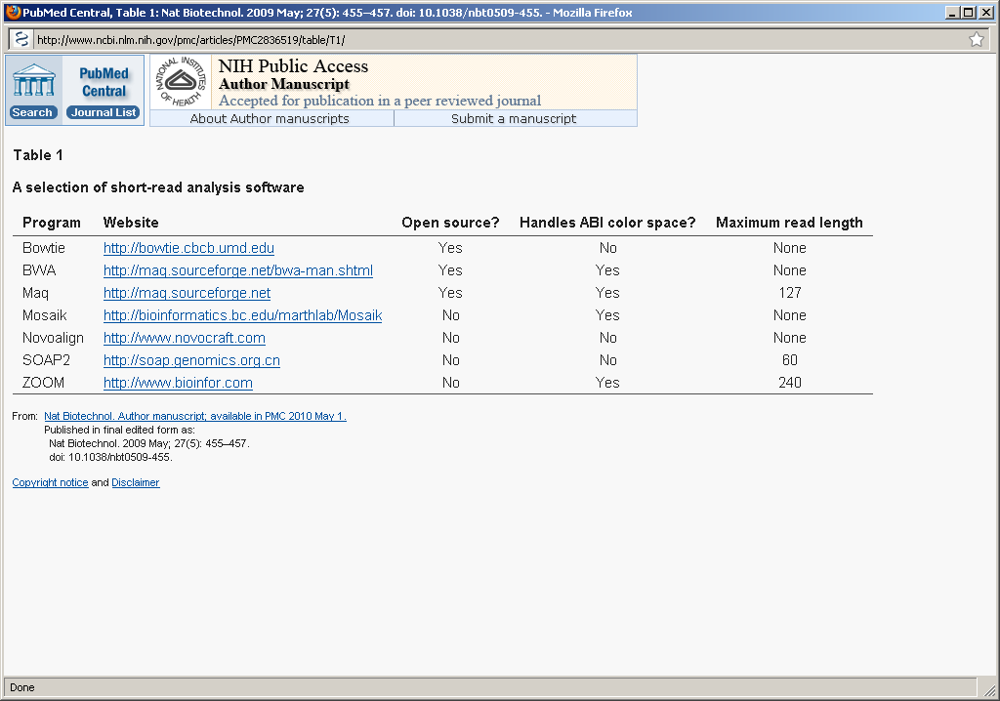 PubMed Central, Table 1: Nat Biotechnol. 2009 May; 27(5): 455–457. doi: 10.1038/nbt0509-455. - Mozilla Firefox
http://www.ncbi.nlm.nih.gov/pmc/articles/PMC2836519/table/T1/
PubMed Central
Search
Journal List
NATIONAL INSTITUTES OF HEALTH
NIH Public Access
Author Manuscript
Accepted for publication in a peer reviewed journal
About Author manuscripts Submit a manuscript
Table 1
A selection of short-read analysis software
Program Website Open source? Handles ABI color space? Maximum read length
Bowtie http://bowtie.cbcb.umd.edu Yes No None
BWA http://maq.sourceforge.net/bwa-man.shtml Yes Yes None
Maq http://maq.sourceforge.net Yes Yes 127
Mosaik http://bioinformatics.bc.edu/marthlab/Mosaik No Yes None
Novoalign http://www.novocraft.com No No None
SOAP2 http://soap.genomics.org.cn No No 60
ZOOM http://www.bioinfor.com No Yes 240
From: Nat Biotechnol. Author manuscript; available in PMC 2010 May 1.
Published in final edited form as:
Nat Biotechnol. 2009 May; 27(5): 455–457.
doi: 10.1038/nbt0509-455.
Copyright notice and Disclaimer
Done